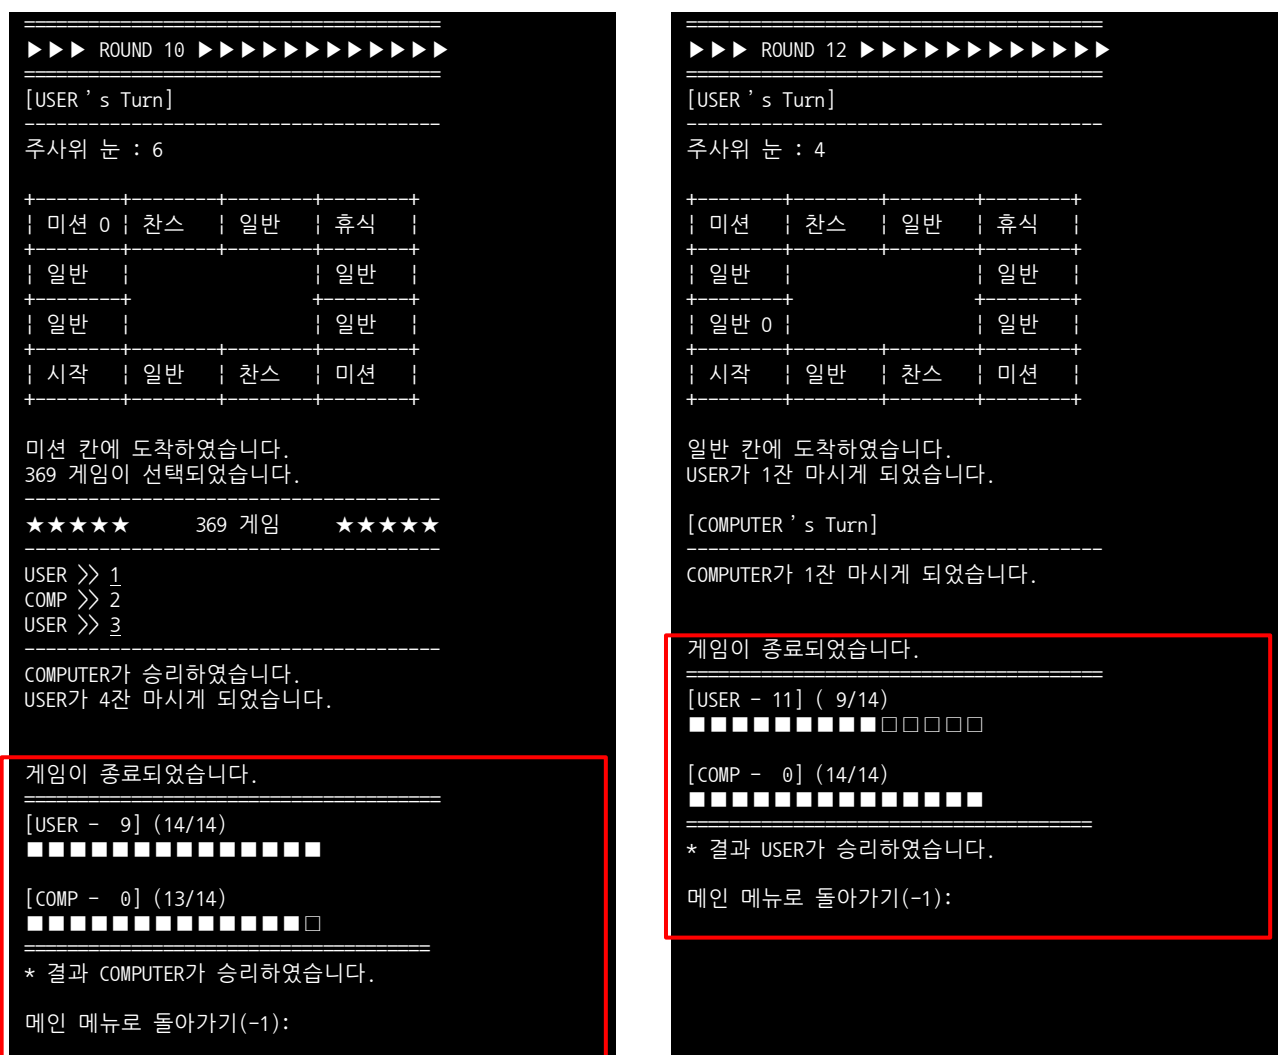 ========================================
▶▶▶ ROUND 10 ▶▶▶▶▶▶▶▶▶▶▶▶
========================================
[USER’s Turn]
----------------------------------------
주사위 눈 : 6
+--------+--------+--------+--------+
¦ 미션 0 ¦ 찬스 ¦ 일반 ¦ 휴식 ¦
+--------+--------+--------+--------+
¦ 일반 ¦ ¦ 일반 ¦
+--------+ +--------+
¦ 일반 ¦ ¦ 일반 ¦
+--------+--------+--------+--------+
¦ 시작 ¦ 일반 ¦ 찬스 ¦ 미션 ¦
+--------+--------+--------+--------+
미션 칸에 도착하였습니다.
369 게임이 선택되었습니다.
----------------------------------------
★★★★★ 369 게임 ★★★★★
----------------------------------------
USER >> 1
COMP >> 2
USER >> 3
----------------------------------------
COMPUTER가 승리하였습니다.
USER가 4잔 마시게 되었습니다.
게임이 종료되었습니다.
========================================
[USER - 9] (14/14)
■■■■■■■■■■■■■■
[COMP - 0] (13/14)
■■■■■■■■■■■■■□
=======================================
* 결과 COMPUTER가 승리하였습니다.
메인 메뉴로 돌아가기(-1):
========================================
▶▶▶ ROUND 12 ▶▶▶▶▶▶▶▶▶▶▶▶
========================================
[USER’s Turn]
----------------------------------------
주사위 눈 : 4
+--------+--------+--------+--------+
¦ 미션 ¦ 찬스 ¦ 일반 ¦ 휴식 ¦
+--------+--------+--------+--------+
¦ 일반 ¦ ¦ 일반 ¦
+--------+ +--------+
¦ 일반 0 ¦ ¦ 일반 ¦
+--------+--------+--------+--------+
¦ 시작 ¦ 일반 ¦ 찬스 ¦ 미션 ¦
+--------+--------+--------+--------+
일반 칸에 도착하였습니다.
USER가 1잔 마시게 되었습니다.
[COMPUTER’s Turn]
----------------------------------------
COMPUTER가 1잔 마시게 되었습니다.
게임이 종료되었습니다.
========================================
[USER - 11] ( 9/14)
■■■■■■■■■□□□□□
[COMP - 0] (14/14)
■■■■■■■■■■■■■■
=======================================
* 결과 USER가 승리하였습니다.
메인 메뉴로 돌아가기(-1):